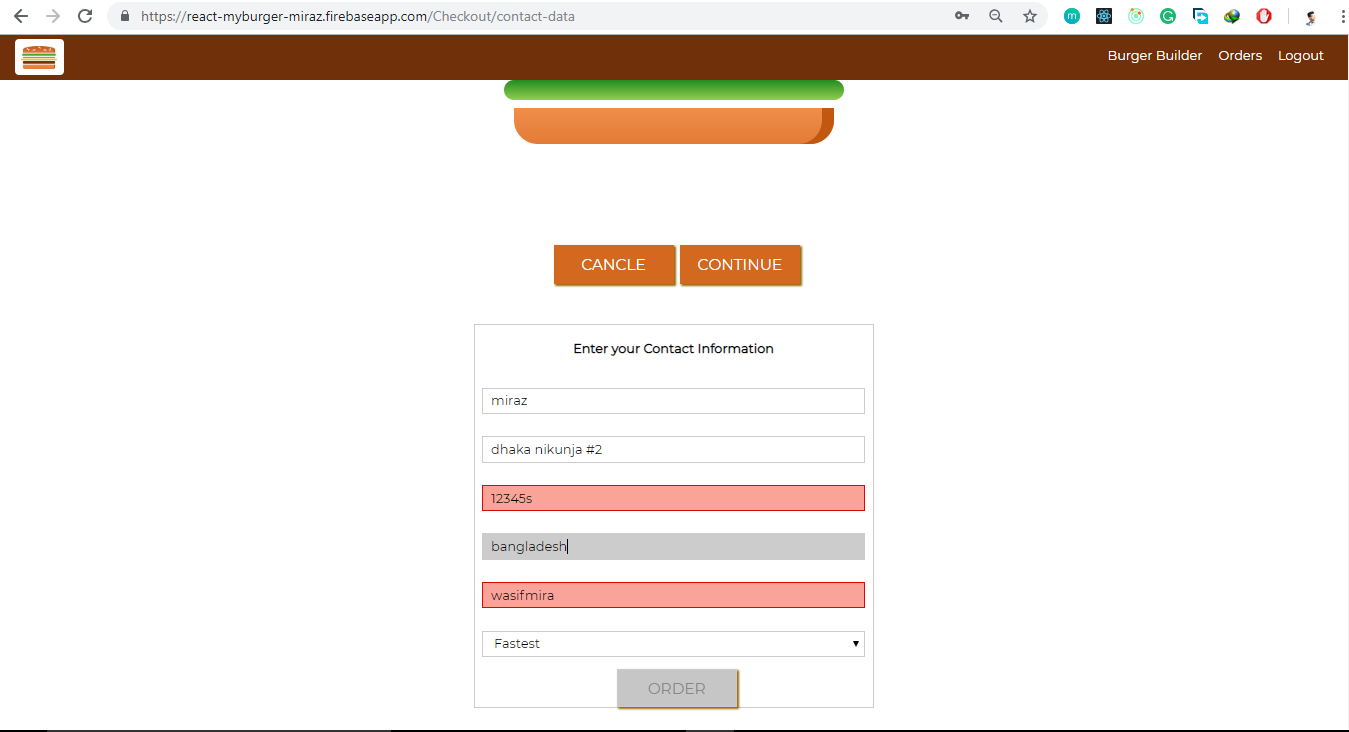 https://react-myburger-miraz.firebaseapp.com/Checkout/contact-data
Burger Builder Orders Logout
CANCLE CONTINUE
Enter your Contact Information
miraz
dhaka nikunja #2
12345s
bangladesh
wasifmira
Fastest
ORDER